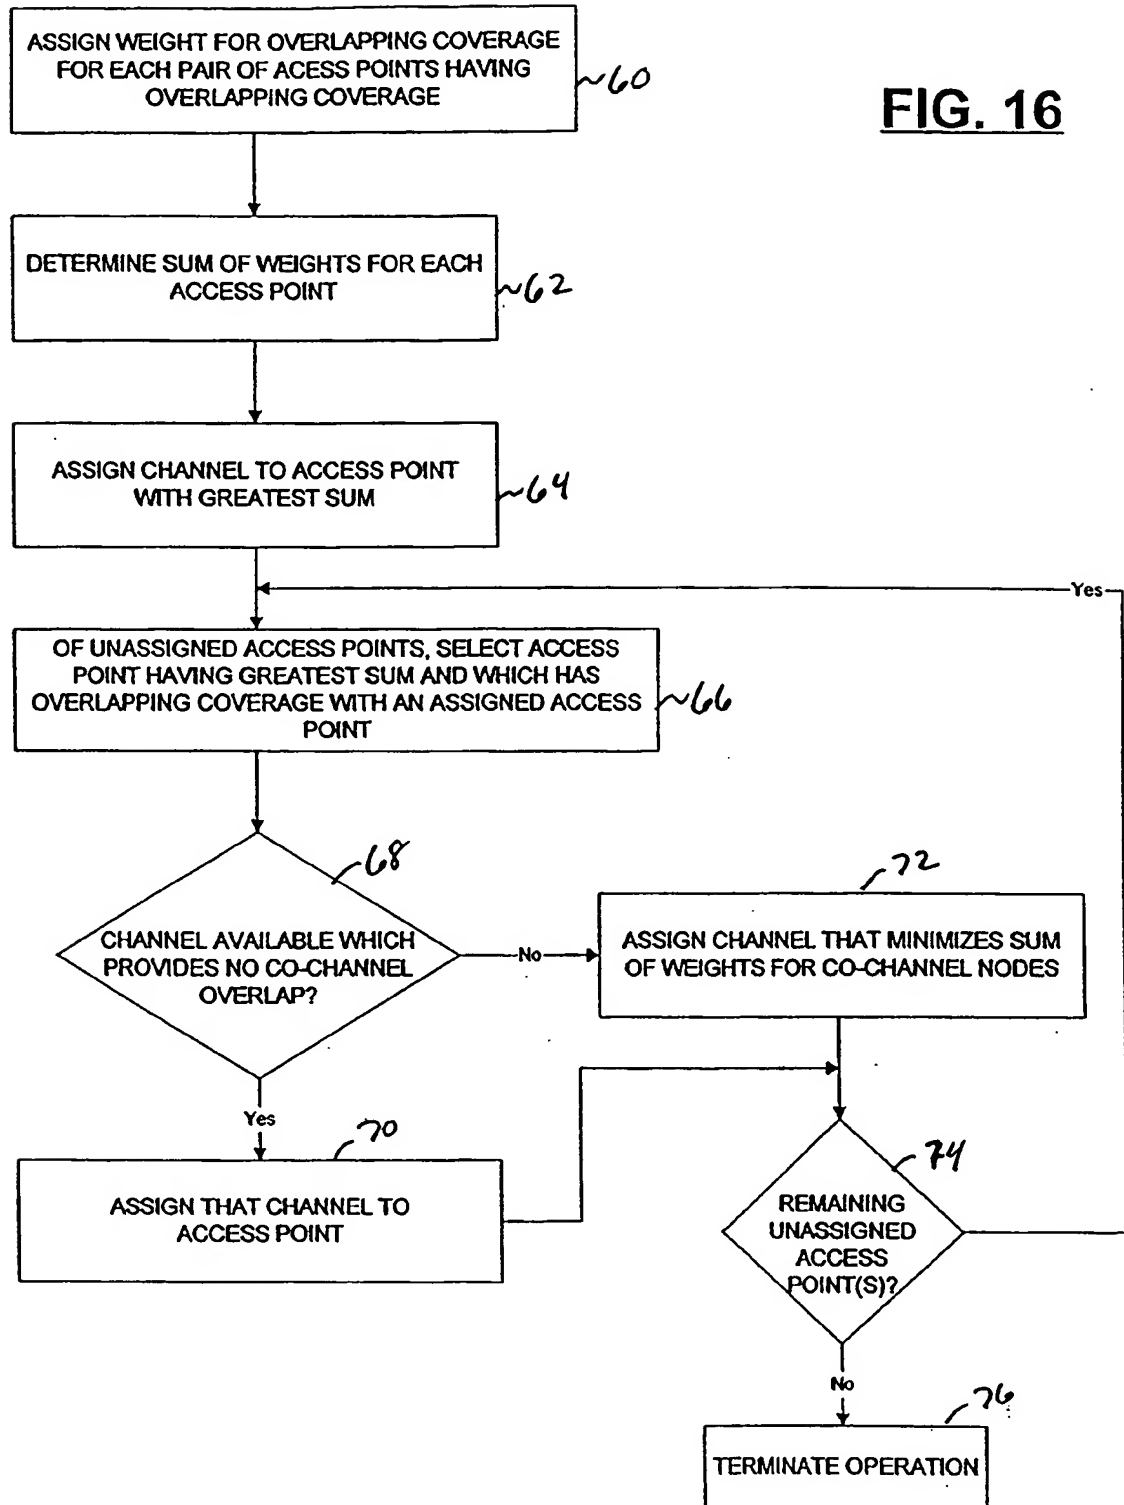 ASSIGN WEIGHT FOR OVERLAPPING COVERAGE
FOR EACH PAIR OF ACESS POINTS HAVING
OVERLAPPING COVERAGE
60
FIG. 16
DETERMINE SUM OF WEIGHTS FOR EACH
ACCESS POINT
62
ASSIGN CHANNEL TO ACCESS POINT
WITH GREATEST SUM
64
Yes
OF UNASSIGNED ACCESS POINTS, SELECT ACCESS
POINT HAVING GREATEST SUM AND WHICH HAS
OVERLAPPING COVERAGE WITH AN ASSIGNED ACCESS
POINT
66
68
CHANNEL AVAILABLE WHICH
PROVIDES NO CO-CHANNEL
OVERLAP?
No
72
ASSIGN CHANNEL THAT MINIMIZES SUM
OF WEIGHTS FOR CO-CHANNEL NODES
Yes
70
ASSIGN THAT CHANNEL TO
ACCESS POINT
74
REMAINING
UNASSIGNED
ACCESS
POINT(S)?
No
76
TERMINATE OPERATION